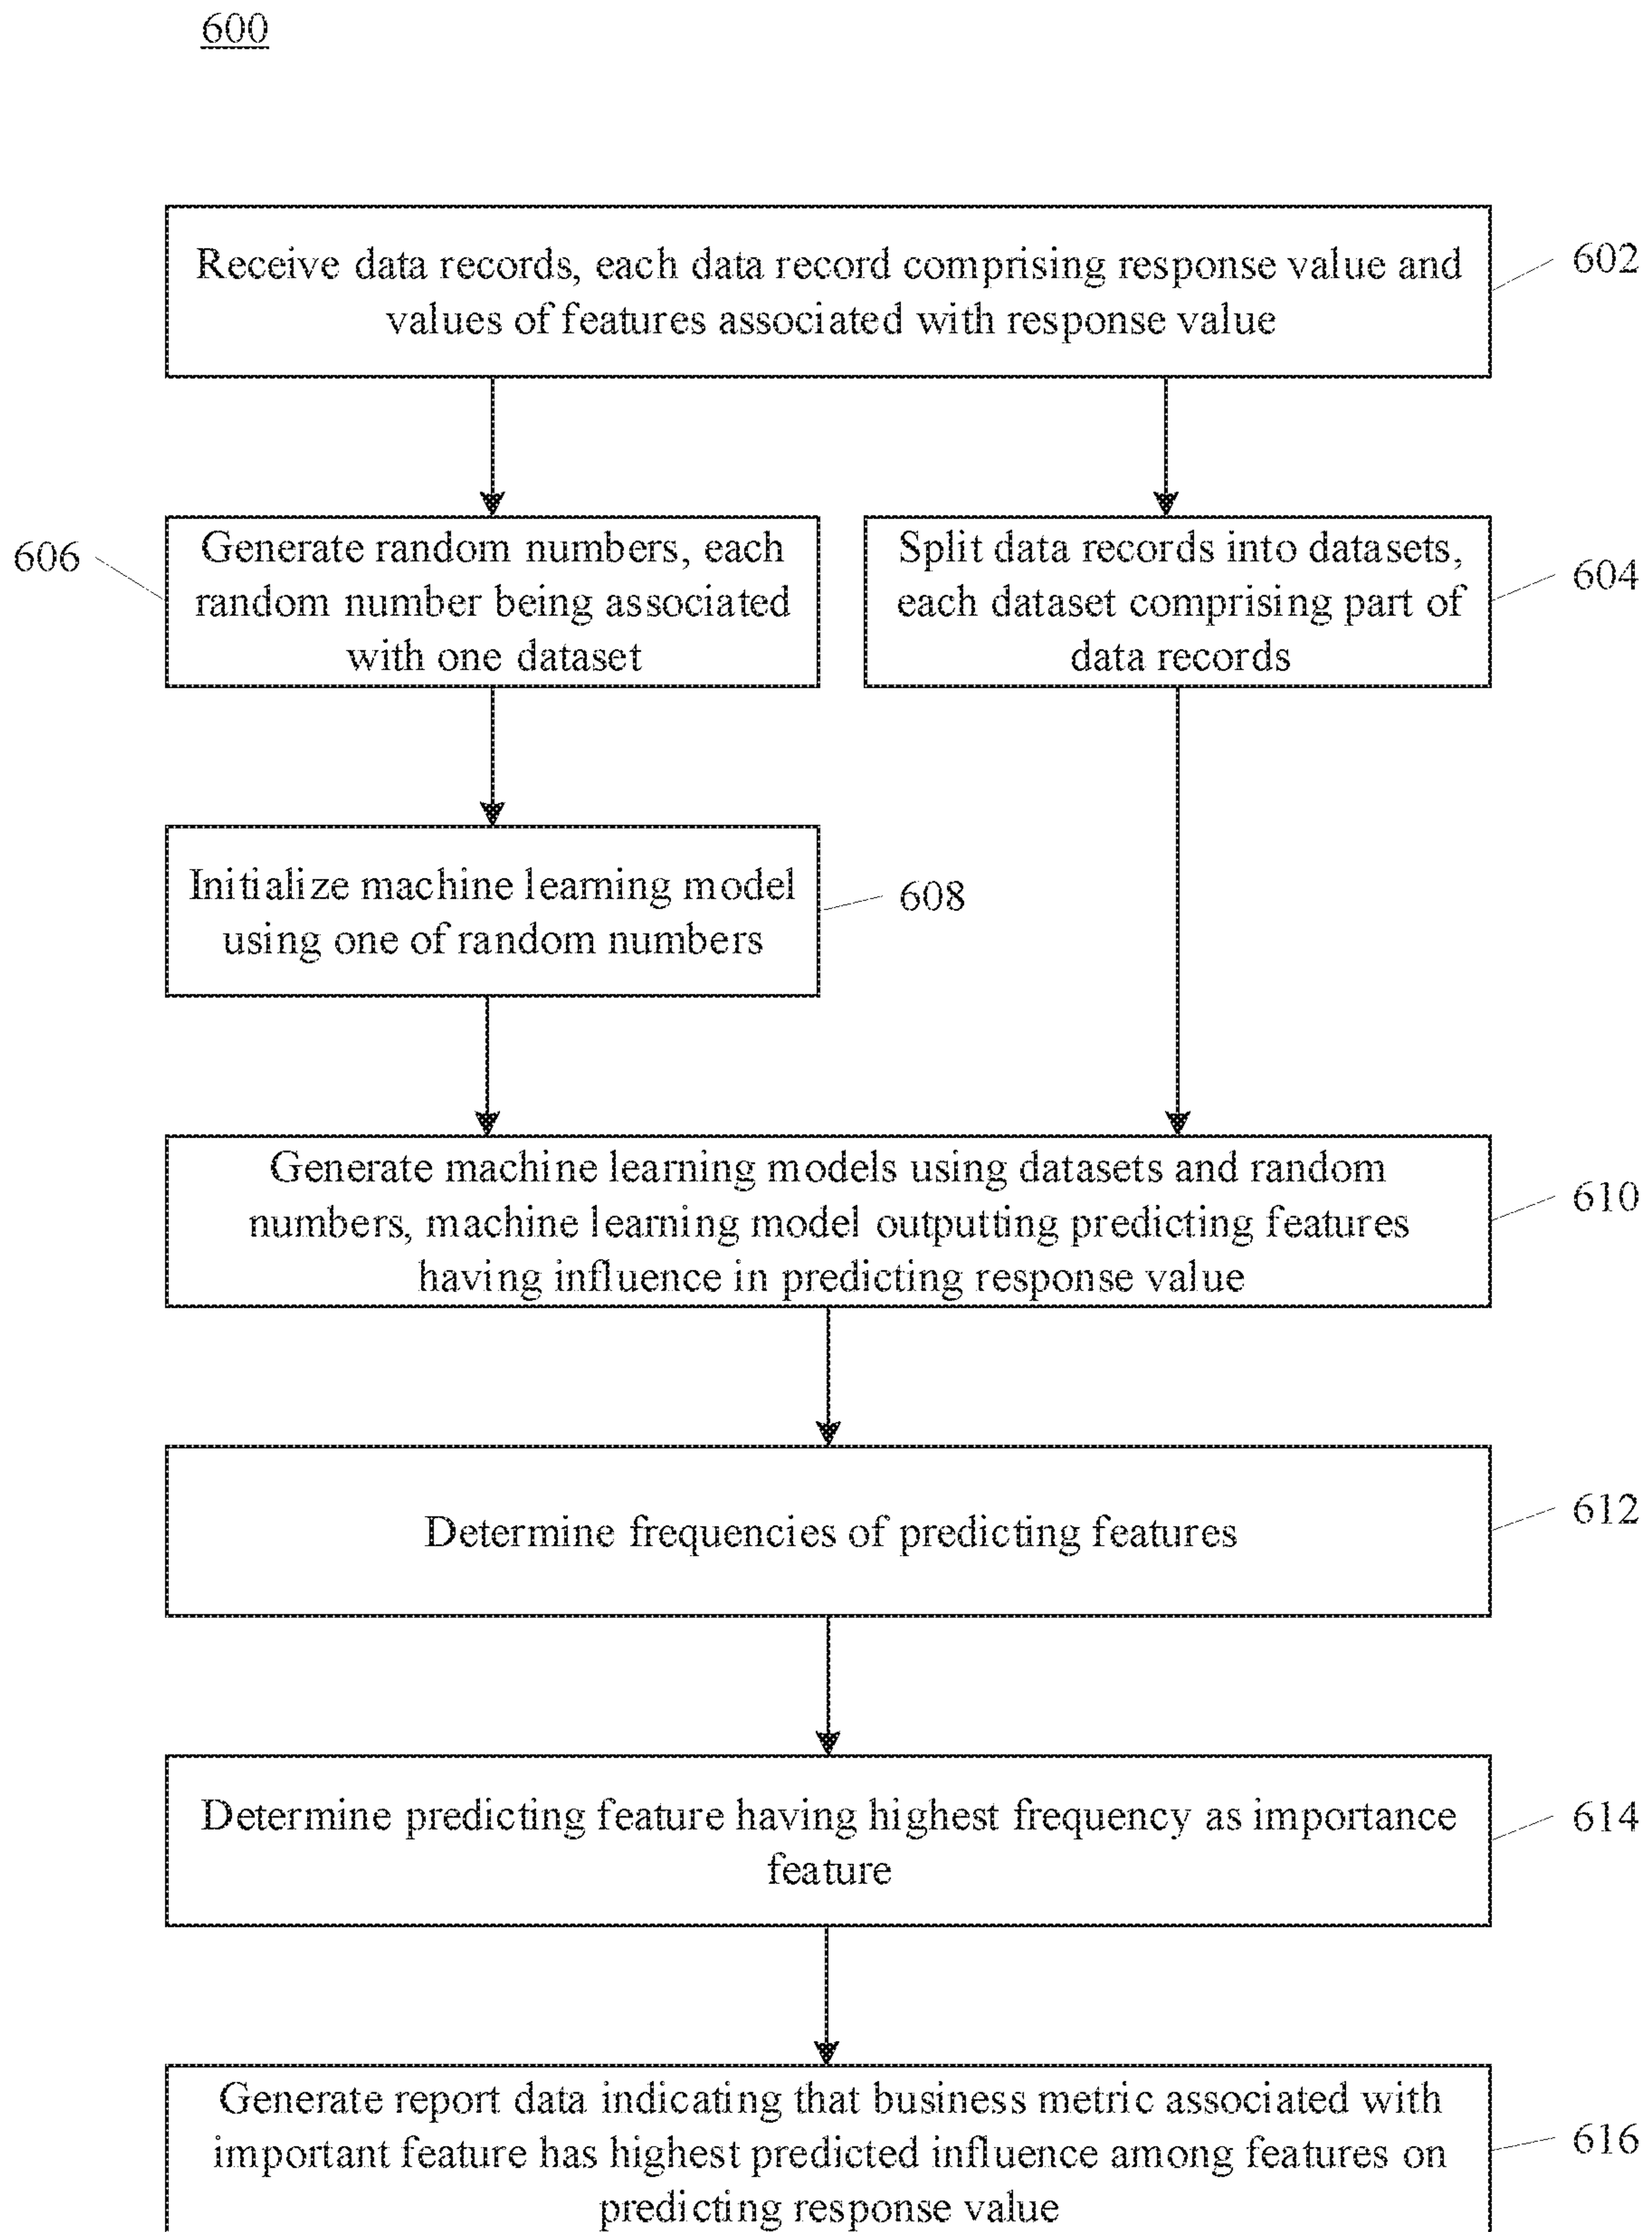 600
Receive data records, each data record comprising response value and
values of features associated with response value
602
606
Generate random numbers, each
random number being associated
with one dataset
Split data records into datasets,
each dataset comprising part of
data records
604
Initialize machine learning model
using one of random numbers
608
Generate machine learning models using datasets and random
numbers, machine learning model outputting predicting features
having influence in predicting response value
610
Determine frequencies of predicting features
612
Determine predicting feature having highest frequency as importance
feature
614
Generate report data indicating that business metric associated with
important feature has highest predicted influence among features on
predicting response value
616